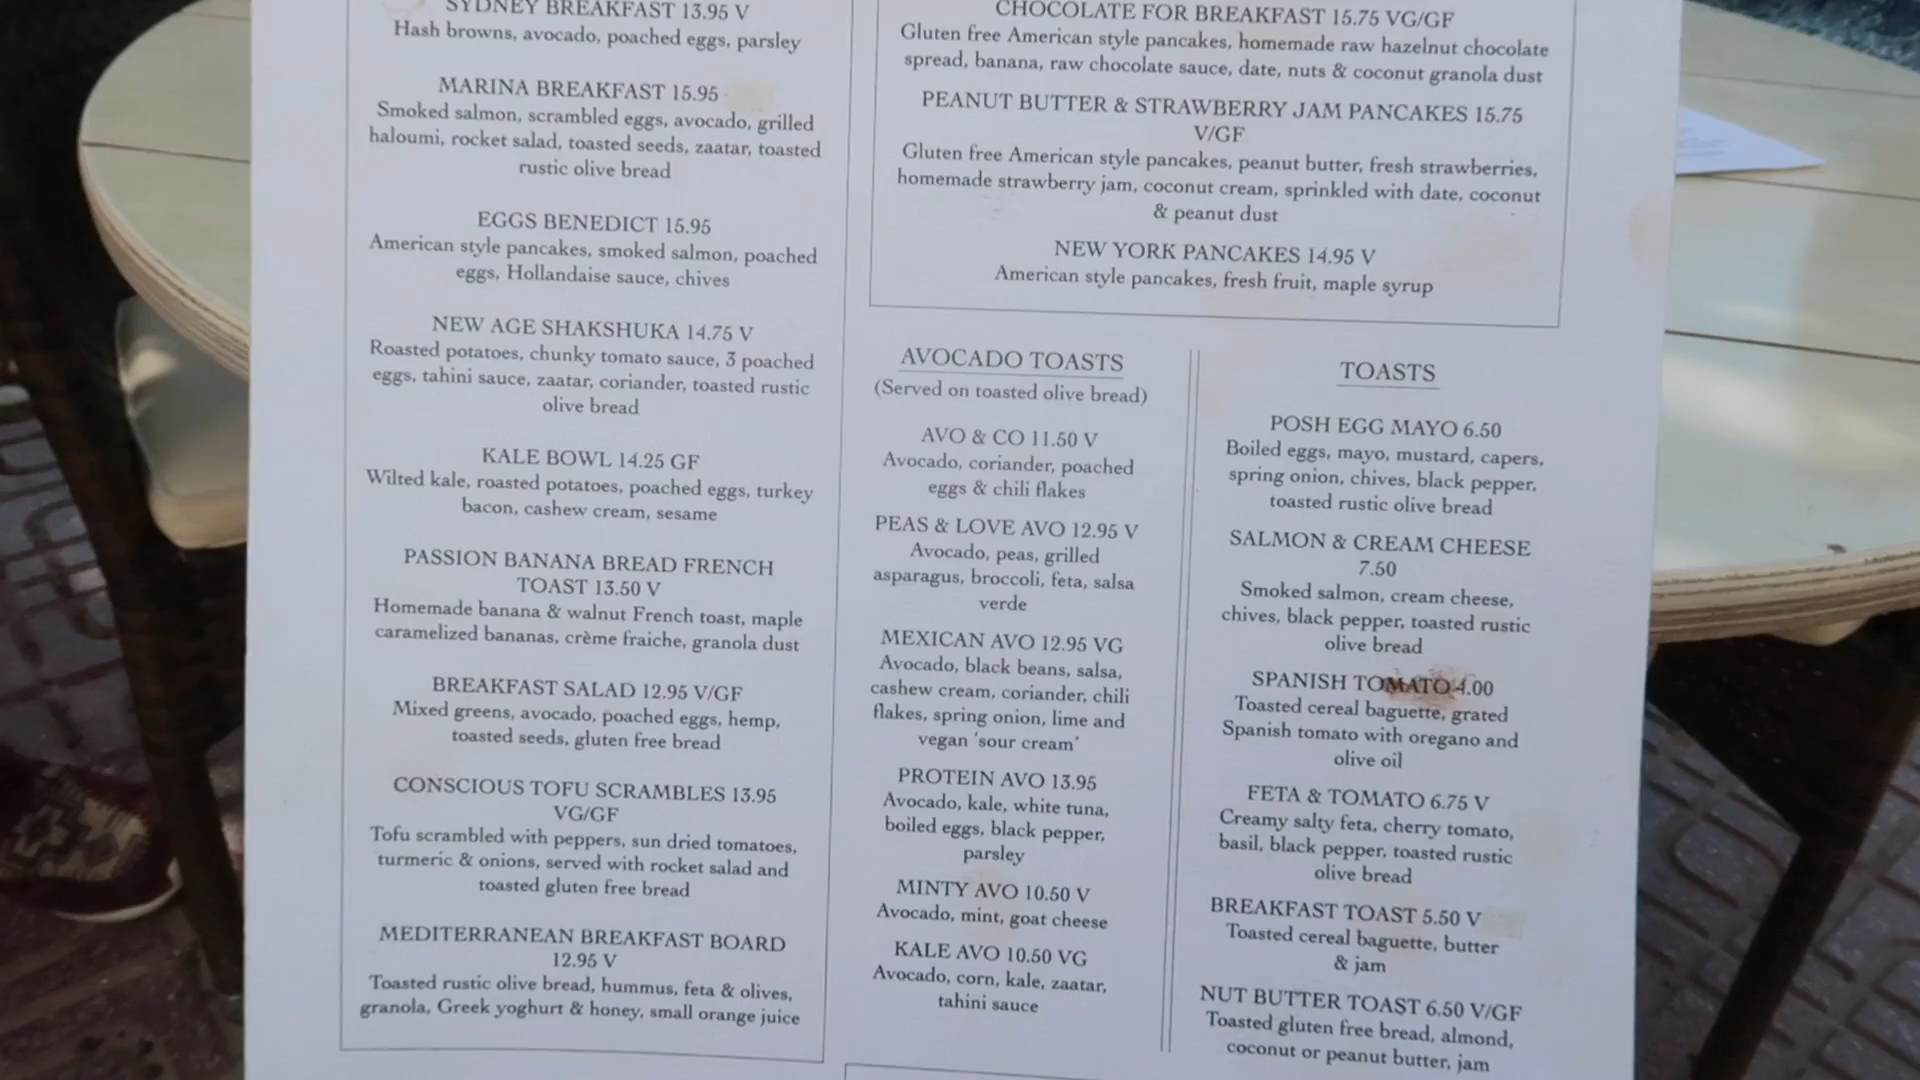 SYDNEY BREAKFAST 13.95 V
Hash browns, avocado, poached eggs, parsley
MARINA BREAKFAST 15.95
Smoked salmon, scrambled eggs, avocado, grilled
haloumi, rocket salad, toasted seeds, zaatar, toasted
rustic olive bread
EGGS BENEDICT 15.95
American style pancakes, smoked salmon, poached
eggs, Hollandaise sauce, chives
NEW AGE SHAKSHUKA 14.75 V
Roasted potatoes, chunky tomato sauce, 3 poached
eggs, tahini sauce, zaatar, coriander, toasted rustic
olive bread
KALE BOWL 14.25 GF
Wilted kale, roasted potatoes, poached eggs, turkey
bacon, cashew cream, sesame
PASSION BANANA BREAD FRENCH
TOAST 13.50 V
Homemade banana & walnut French toast, maple
caramelized bananas, crème fraiche, granola dust
BREAKFAST SALAD 12.95 V/GF
Mixed greens, avocado, poached eggs, hemp,
toasted seeds, gluten free bread
CONSCIOUS TOFU SCRAMBLES 13.95
VG/GF
Tofu scrambled with peppers, sun dried tomatoes,
turmeric & onions, served with rocket salad and
toasted gluten free bread
MEDITERRANEAN BREAKFAST BOARD
12.95 V
Toasted rustic olive bread, hummus, feta & olives,
granola, Greek yoghurt & honey, small orange juice
CHOCOLATE FOR BREAKFAST 15.75 VG/GF
Gluten free American style pancakes, homemade raw hazelnut chocolate
spread, banana, raw chocolate sauce, date, nuts & coconut granola dust
PEANUT BUTTER & STRAWBERRY JAM PANCAKES 15.75
V/GF
Gluten free American style pancakes, peanut butter, fresh strawberries,
homemade strawberry jam, coconut cream, sprinkled with date, coconut
& peanut dust
NEW YORK PANCAKES 14.95 V
American style pancakes, fresh fruit, maple syrup
AVOCADO TOASTS
(Served on toasted olive bread)
AVO & CO 11.50 V
Avocado, coriander, poached
eggs & chili flakes
PEAS & LOVE AVO 12.95 V
Avocado, peas, grilled
asparagus, broccoli, feta, salsa
verde
MEXICAN AVO 12.95 VG
Avocado, black beans, salsa,
cashew cream, coriander, chili
flakes, spring onion, lime and
vegan 'sour cream'
PROTEIN AVO 13.95
Avocado, kale, white tuna,
boiled eggs, black pepper,
parsley
MINTY AVO 10.50 V
Avocado, mint, goat cheese
KALE AVO 10.50 VG
Avocado, corn, kale, zaatar,
tahini sauce
TOASTS
POSH EGG MAYO 6.50
Boiled eggs, mayo, mustard, capers,
spring onion, chives, black pepper,
toasted rustic olive bread
SALMON & CREAM CHEESE
7.50
Smoked salmon, cream cheese,
chives, black pepper, toasted rustic
olive bread
SPANISH TOMATO 4.00
Toasted cereal baguette, grated
Spanish tomato with oregano and
olive oil
FETA & TOMATO 6.75 V
Creamy salty feta, cherry tomato,
basil, black pepper, toasted rustic
olive bread
BREAKFAST TOAST 5.50 V
Toasted cereal baguette, butter
& jam
NUT BUTTER TOAST 6.50 V/GF
Toasted gluten free bread, almond,
coconut or peanut butter, jam